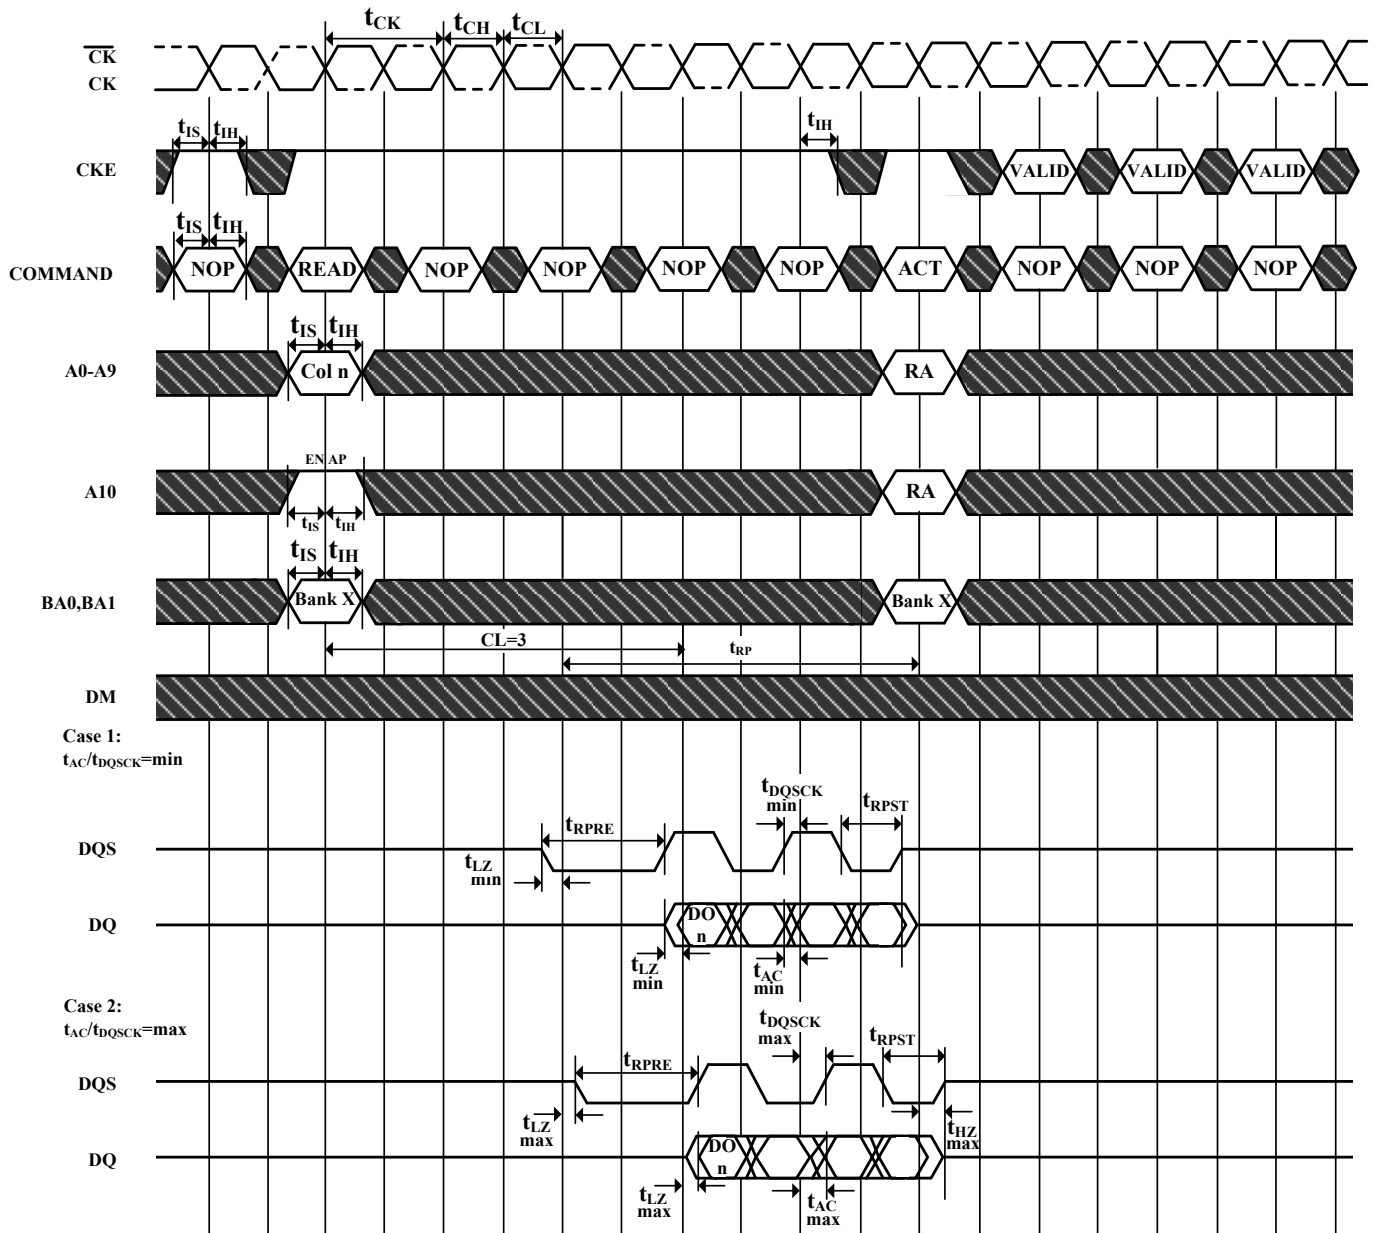 tCK tCH tCL
CK
CK
tIS tIH tIH
CKE VALID VALID VALID
tIS tIH
COMMAND NOP READ NOP NOP NOP NOP ACT NOP NOP NOP
tIS tIH
A0-A9 Col n RA
EN AP
A10 RA
tIS tIH
tIS tIH
BA0,BA1 Bank X Bank X
CL=3 tRP
DM
Case 1:
tAC/tDQSCK=min
tDQSCK
min
tRPST
tRPRE
DQS
tLZ
min
DQ DO
n
tLZ
min
tAC
min
Case 2:
tAC/tDQSCK=max
tDQSCK
max
tRPST
tRPRE
DQS
tLZ
max
tHZ
max
DQ DO
n
tLZ
max
tAC
max